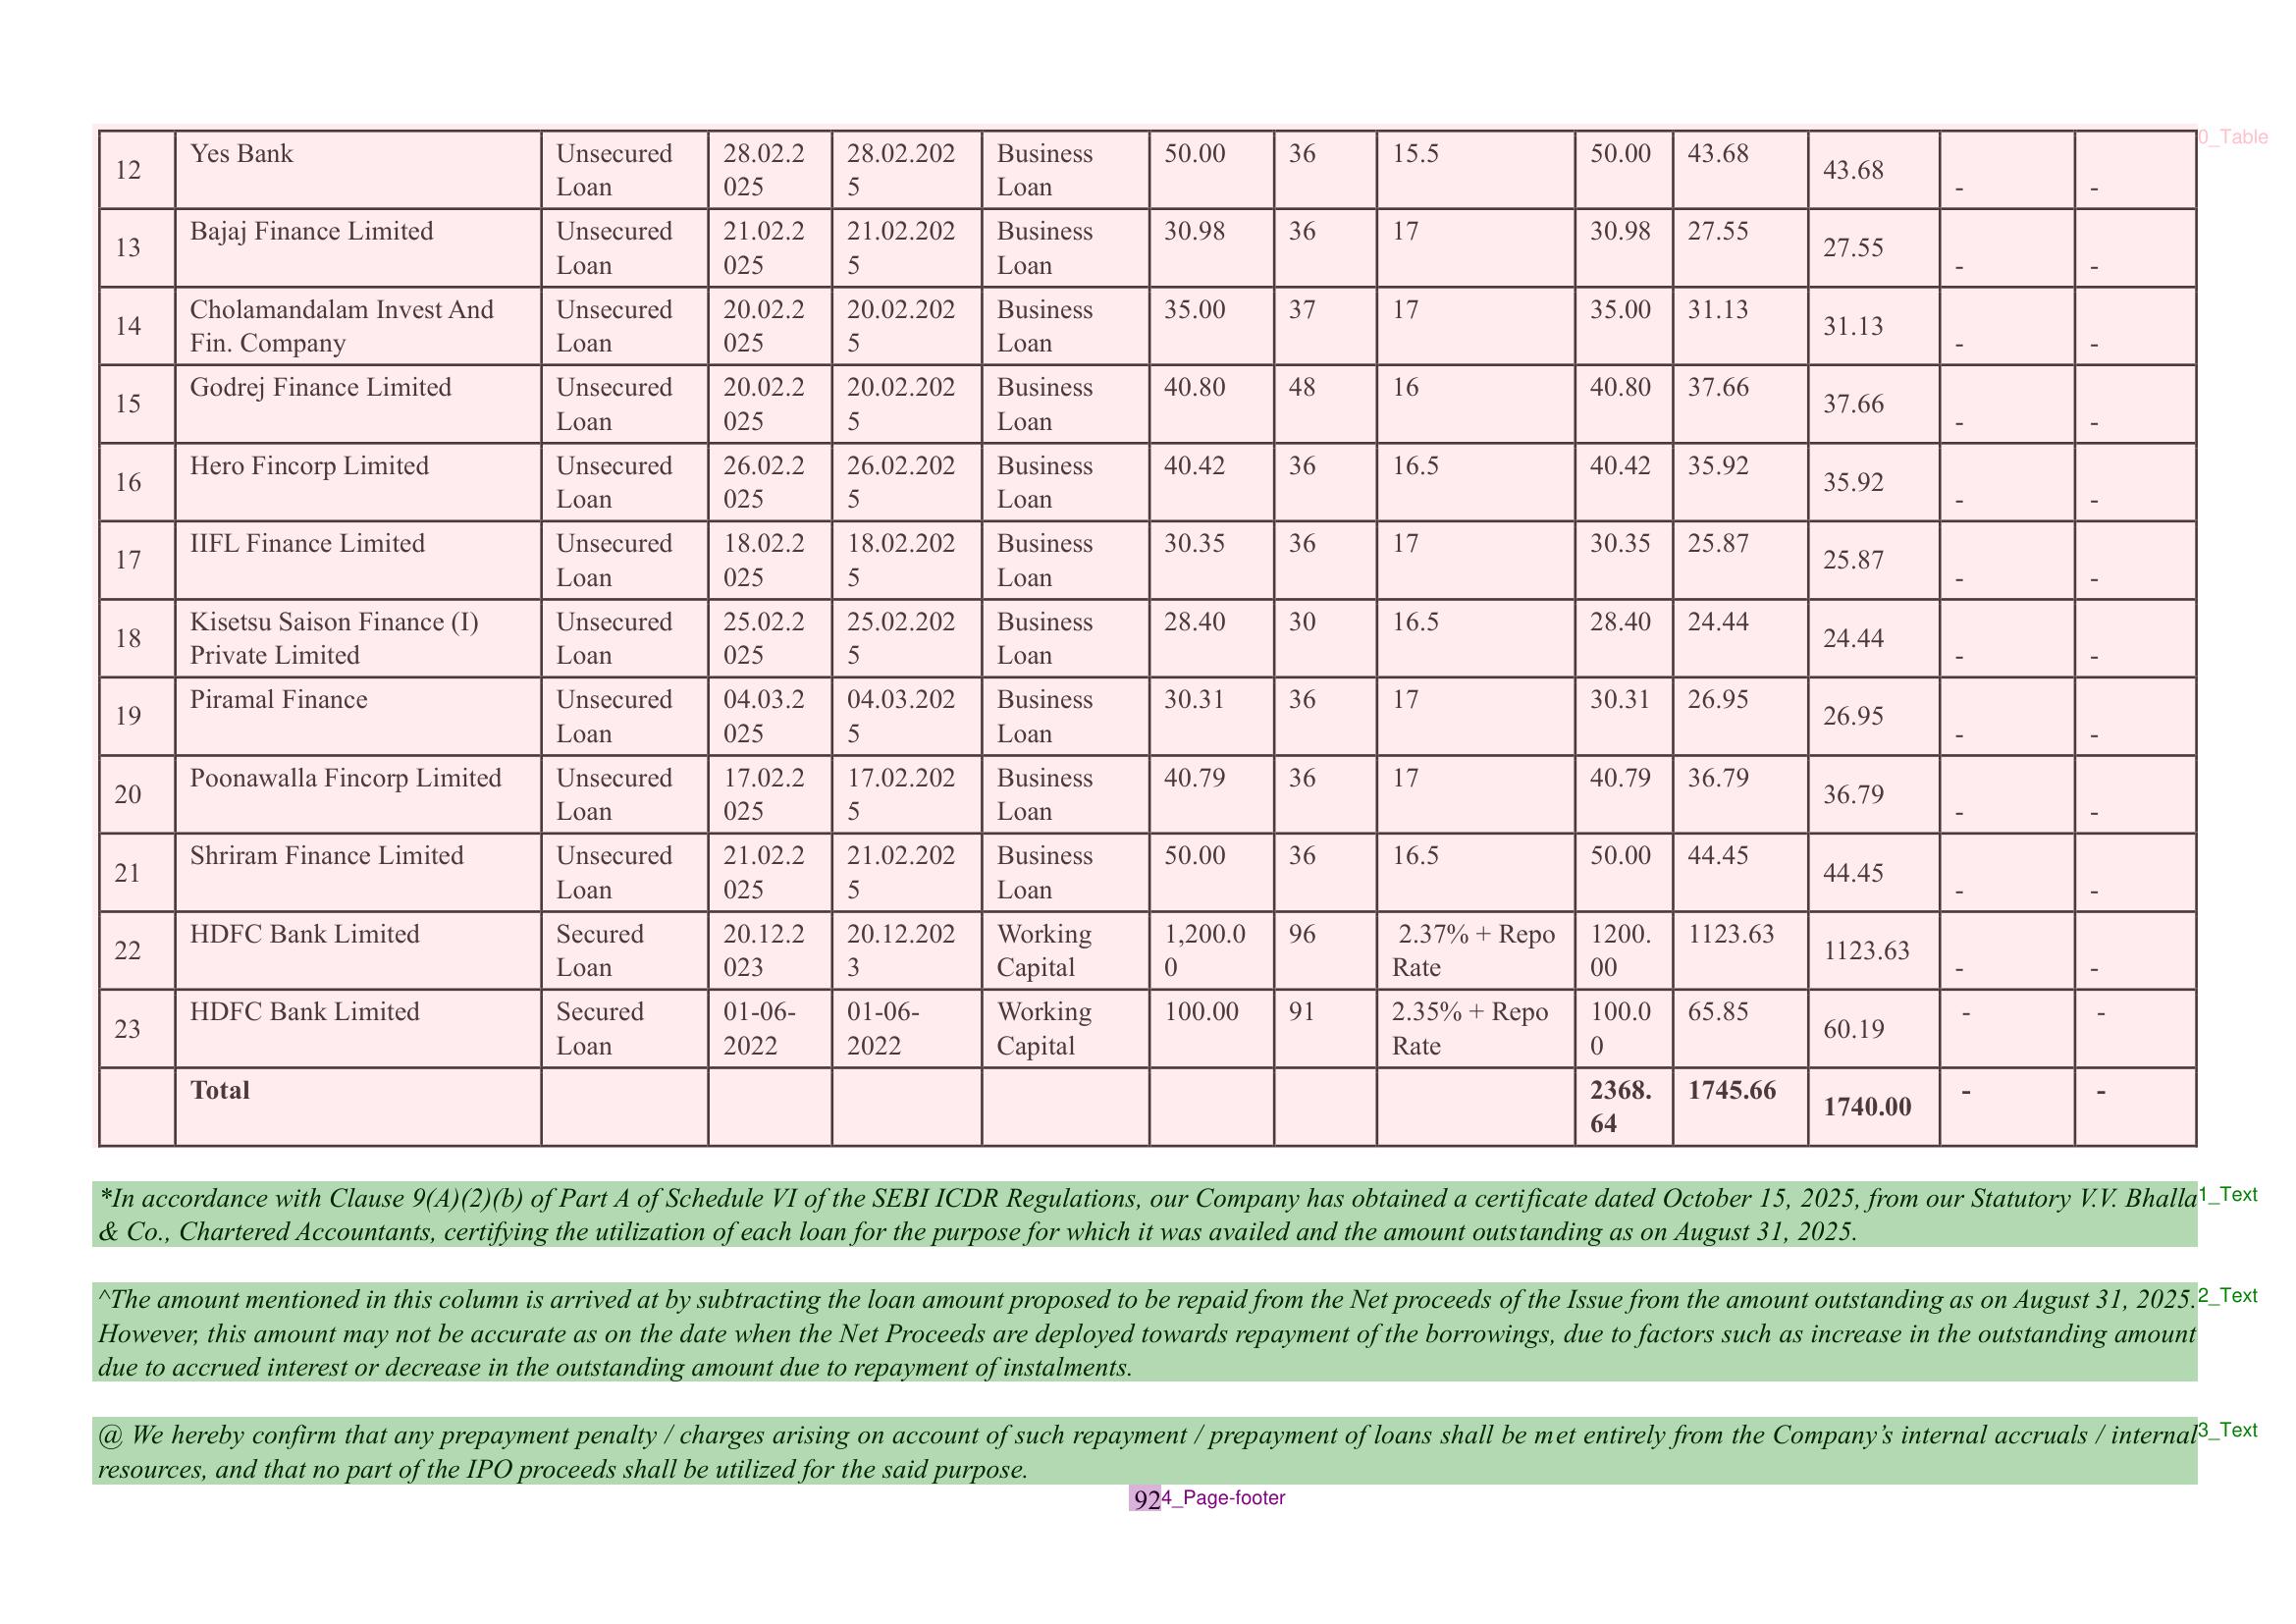 12 Yes Bank Unsecured Loan 28.02.2025 28.02.2025 Business Loan 50.00 36 15.5 50.00 43.68 43.68 - -
13 Bajaj Finance Limited Unsecured Loan 21.02.2025 21.02.2025 Business Loan 30.98 36 17 30.98 27.55 27.55 - -
14 Cholamandalam Invest And Fin. Company Unsecured Loan 20.02.2025 20.02.2025 Business Loan 35.00 37 17 35.00 31.13 31.13 - -
15 Godrej Finance Limited Unsecured Loan 20.02.2025 20.02.2025 Business Loan 40.80 48 16 40.80 37.66 37.66 - -
16 Hero Fincorp Limited Unsecured Loan 26.02.2025 26.02.2025 Business Loan 40.42 36 16.5 40.42 35.92 35.92 - -
17 IIFL Finance Limited Unsecured Loan 18.02.2025 18.02.2025 Business Loan 30.35 36 17 30.35 25.87 25.87 - -
18 Kisetsu Saison Finance (I) Private Limited Unsecured Loan 25.02.2025 25.02.2025 Business Loan 28.40 30 16.5 28.40 24.44 24.44 - -
19 Piramal Finance Unsecured Loan 04.03.2025 04.03.2025 Business Loan 30.31 36 17 30.31 26.95 26.95 - -
20 Poonawalla Fincorp Limited Unsecured Loan 17.02.2025 17.02.2025 Business Loan 40.79 36 17 40.79 36.79 36.79 - -
21 Shriram Finance Limited Unsecured Loan 21.02.2025 21.02.2025 Business Loan 50.00 36 16.5 50.00 44.45 44.45 - -
22 HDFC Bank Limited Secured Loan 20.12.2023 20.12.2023 Working Capital 1,200.00 96 2.37% + Repo Rate 1200.00 1123.63 1123.63 - -
23 HDFC Bank Limited Secured Loan 01-06-2022 01-06-2022 Working Capital 100.00 91 2.35% + Repo Rate 100.00 65.85 60.19 - -
Total 2368.64 1745.66 1740.00 - -
0_Table
*In accordance with Clause 9(A)(2)(b) of Part A of Schedule VI of the SEBI ICDR Regulations, our Company has obtained a certificate dated October 15, 2025, from our Statutory V.V. Bhalla
1_Text
& Co., Chartered Accountants, certifying the utilization of each loan for the purpose for which it was availed and the amount outstanding as on August 31, 2025.
^The amount mentioned in this column is arrived at by subtracting the loan amount proposed to be repaid from the Net proceeds of the Issue from the amount outstanding as on August 31, 2025.
2_Text
However, this amount may not be accurate as on the date when the Net Proceeds are deployed towards repayment of the borrowings, due to factors such as increase in the outstanding amount
due to accrued interest or decrease in the outstanding amount due to repayment of instalments.
@ We hereby confirm that any prepayment penalty / charges arising on account of such repayment / prepayment of loans shall be met entirely from the Company's internal accruals / internal
3_Text
resources, and that no part of the IPO proceeds shall be utilized for the said purpose.
92
4_Page-footer